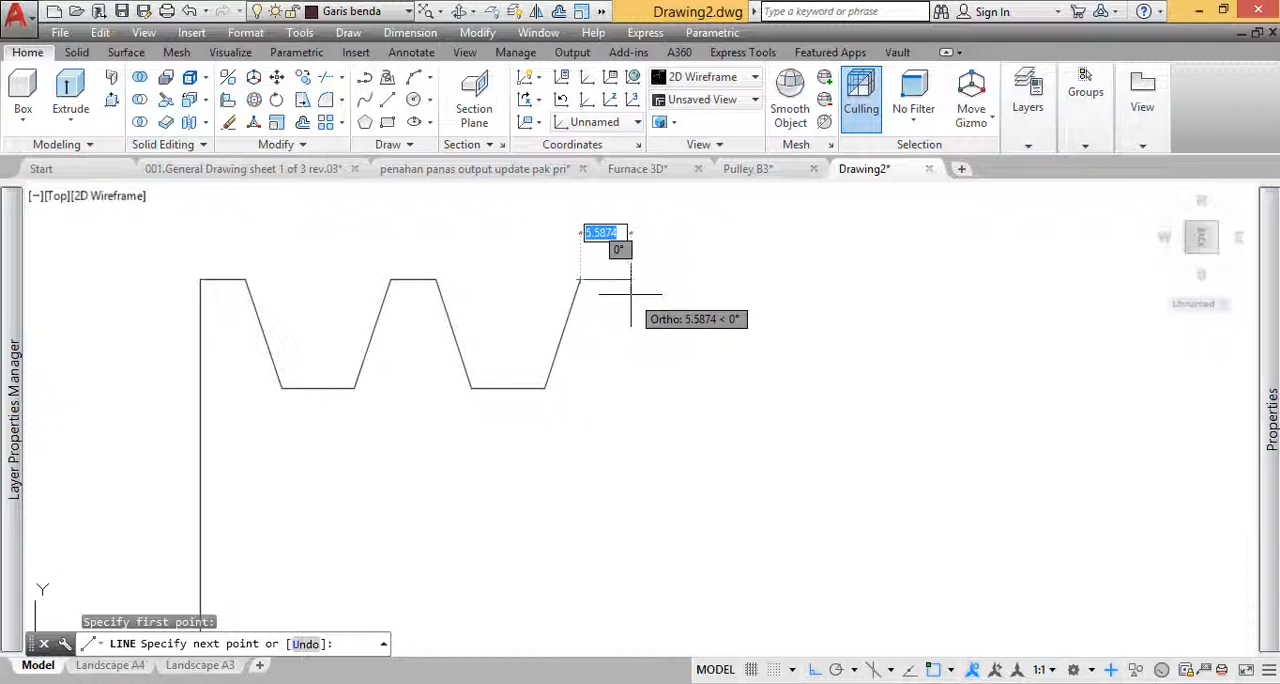 Garis benda
Drawing2.dwg
Type a keyword or phrase
Sign In
File Edit View Insert Format Tools Draw Dimension Modify Window Help Express Parametric
Home Solid Surface Mesh Visualize Parametric Insert Annotate View Manage Output Add-ins A360 Express Tools Featured Apps Vault
Box
Extrude
Section Plane
Unnamed
2D Wireframe
Unsaved View
Smooth Object
Culling
No Filter
Move Gizmo
Layers
Groups
View
Modeling Solid Editing Modify Draw Section Coordinates View Mesh Selection
Start 001.General Drawing sheet 1 of 3 rev.03* penahan panas output update pak pri* Furnace 3D* Pulley.B3* Drawing2*
[−][Top][2D Wireframe]
5.5874
0°
Ortho: 5.5874 < 0°
W BACK E
Unnamed
Layer Properties Manager
Properties
Y
Specify first point:
LINE Specify next point or [Undo]:
Model Landscape A4 Landscape A3
MODEL 1:1